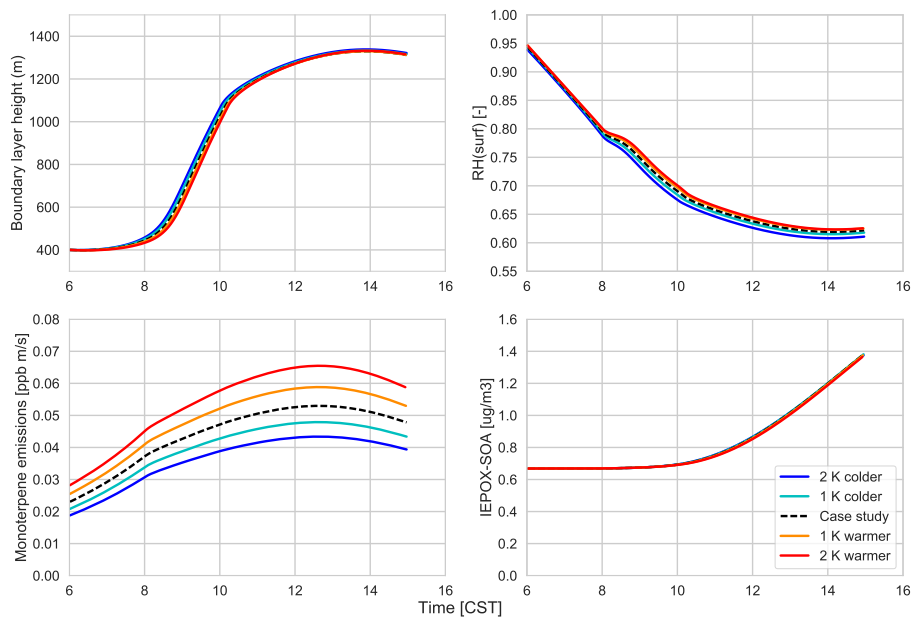 Boundary layer height (m)
1400
1200
1000
800
600
400
6 8 10 12 14 16
RH(surf) [-]
1.00
0.95
0.90
0.85
0.80
0.75
0.70
0.65
0.60
0.55
6 8 10 12 14 16
Monoterpene emissions [ppb m/s]
0.08
0.07
0.06
0.05
0.04
0.03
0.02
0.01
0.00
6 8 10 12 14 16
IEPOX-SOA [ug/m3]
1.6
1.4
1.2
1.0
0.8
0.6
0.4
0.2
0.0
2 K colder
1 K colder
Case study
1 K warmer
2 K warmer
6 8 10 12 14 16
Time [CST]